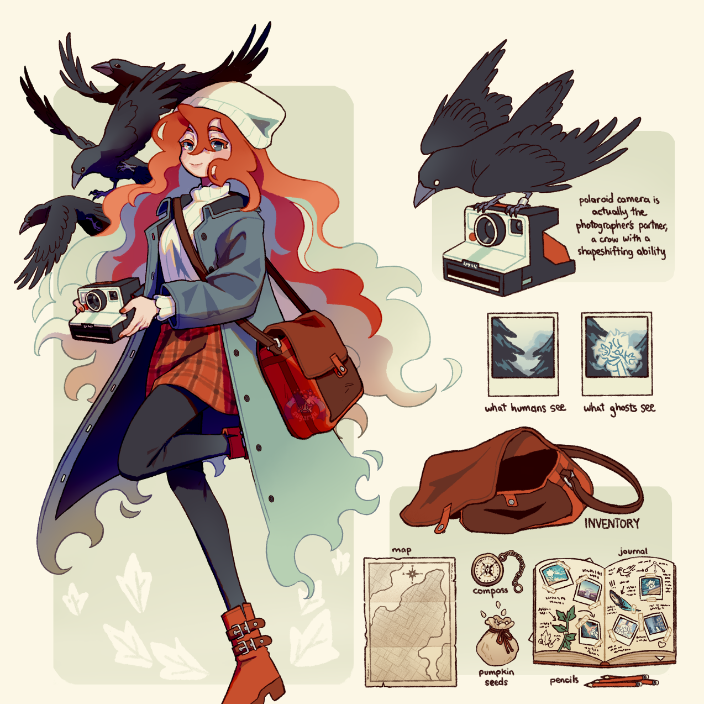 polaroid camera is
actually the
photographer's partner,
a crow with a
shapeshifting ability
what humans see
what ghosts see
INVENTORY
map
compass
journal
pumpkin
seeds
pencils